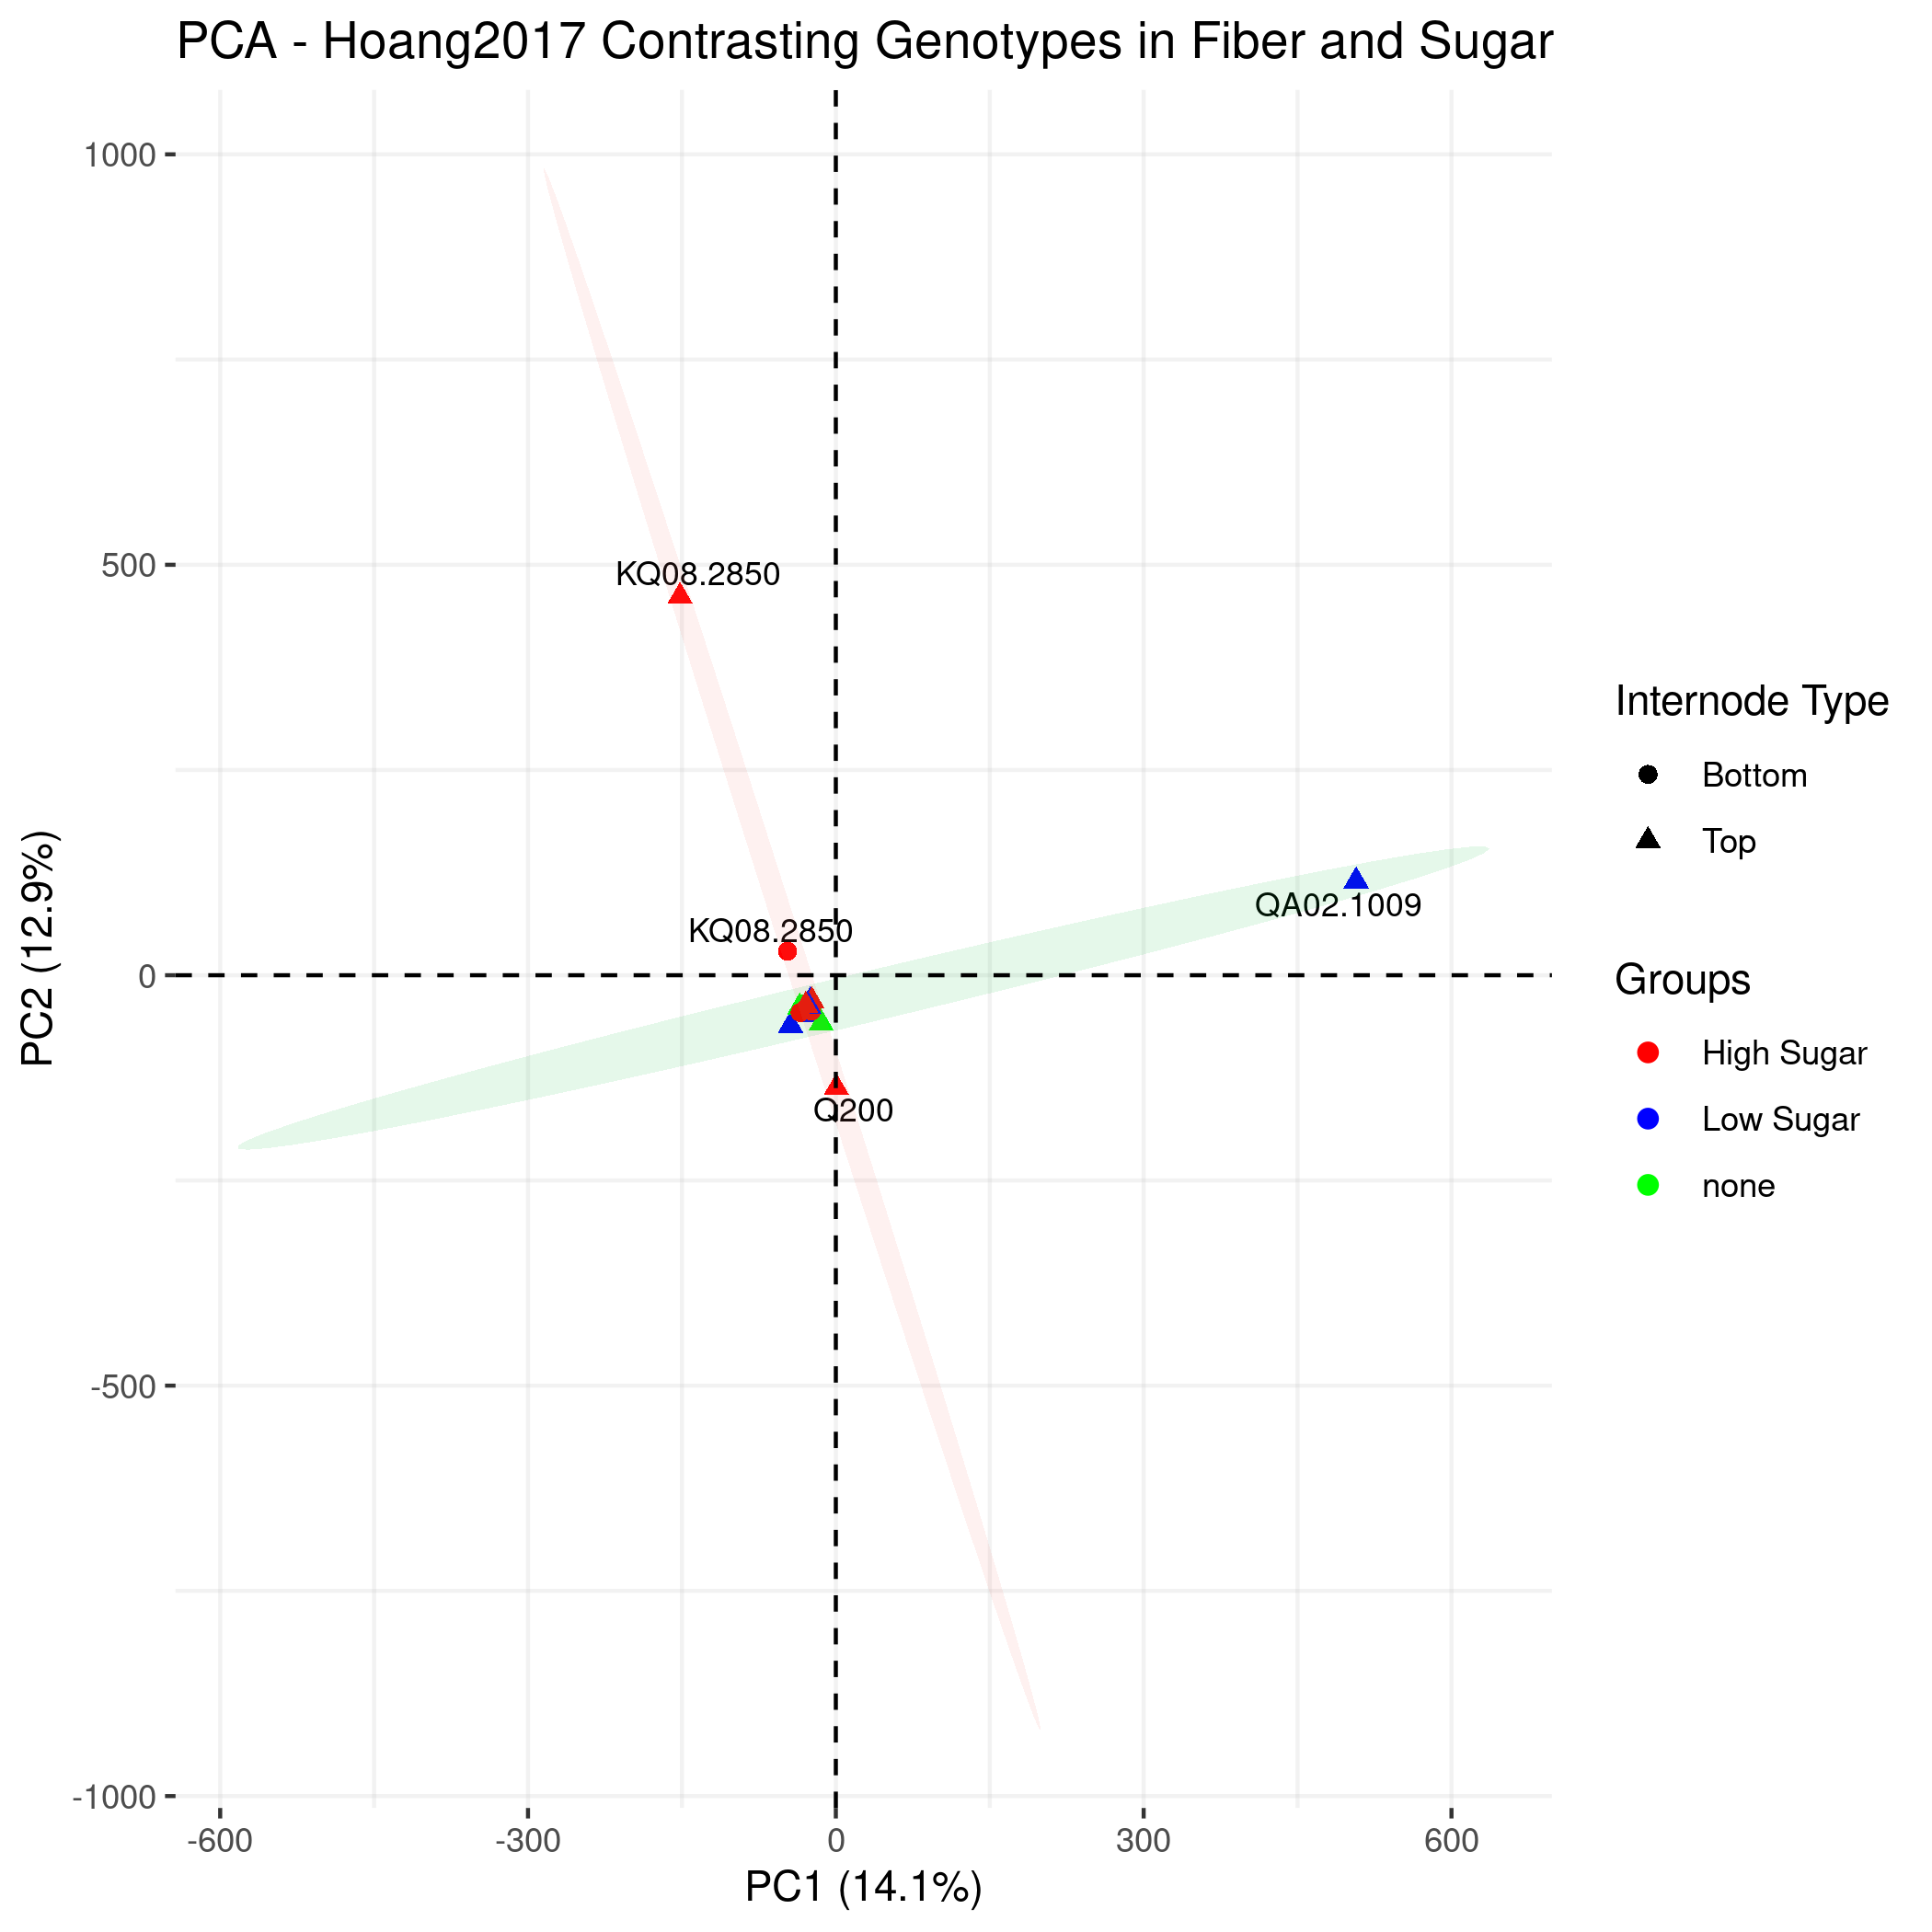 PCA - Hoang2017 Contrasting Genotypes in Fiber and Sugar
1000
500
0
-500
-1000
PC2 (12.9%)
KQ08.2850
KQ08.2850
QA02.1009
Q200
-600
-300
0
300
600
PC1 (14.1%)
Internode Type
Bottom
Top
Groups
High Sugar
Low Sugar
none